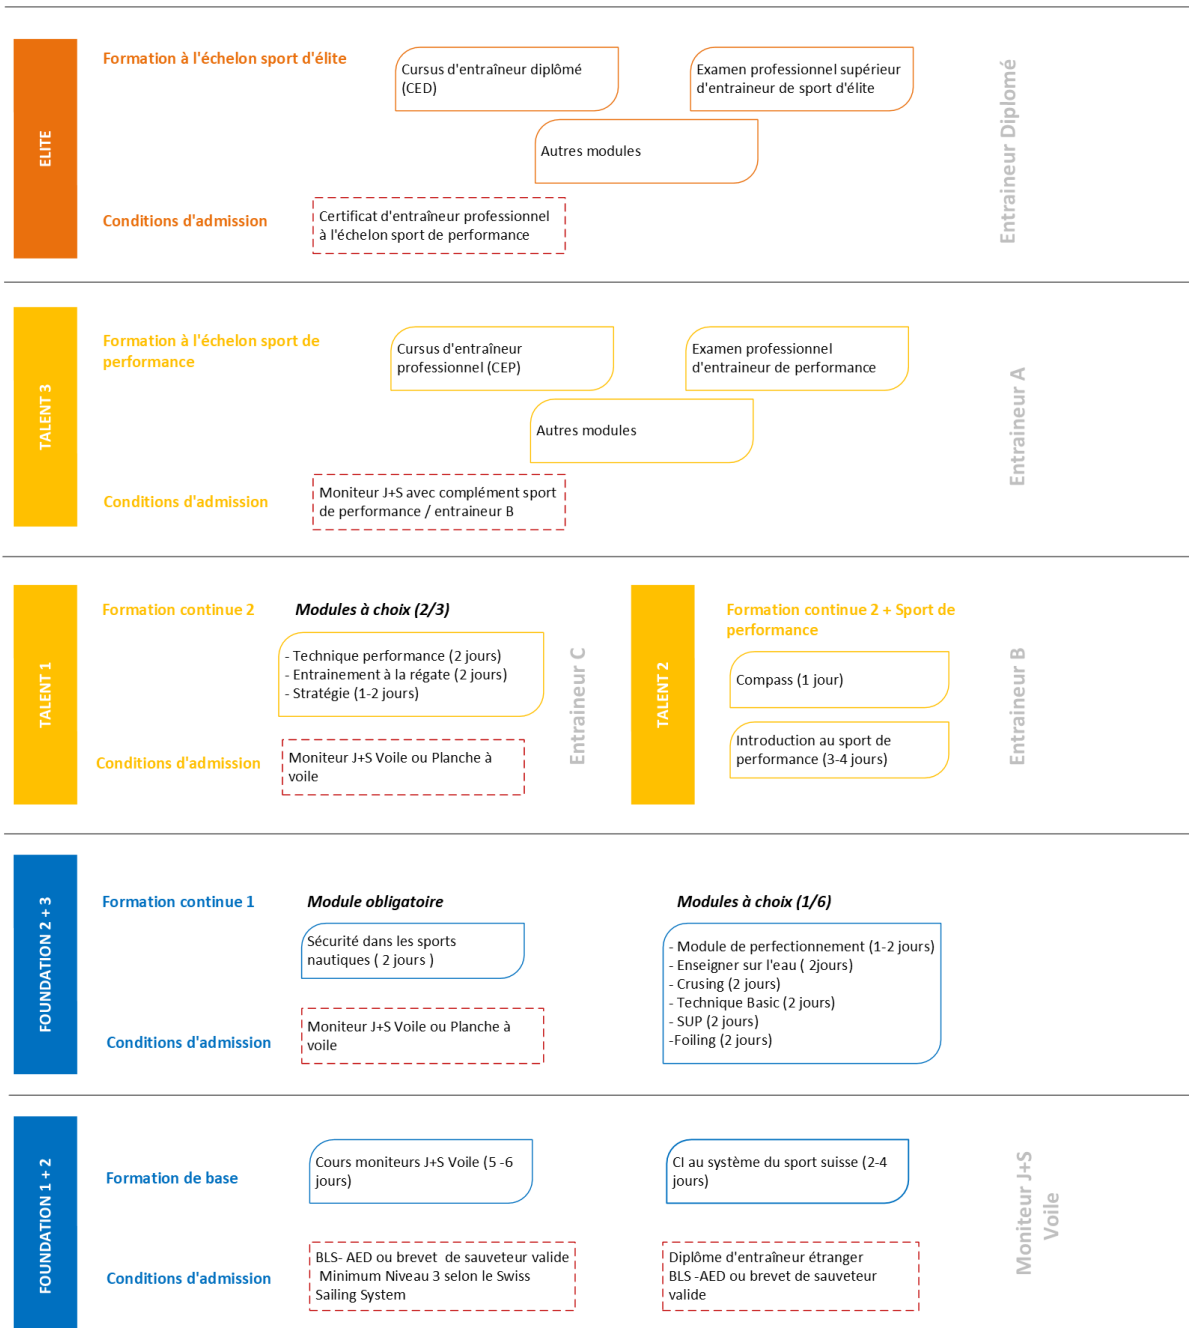 ELITE
Formation à l'échelon sport d'élite
Cursus d'entraîneur diplômé
(CED)
Examen professionnel supérieur
d'entraineur de sport d'élite
Autres modules
Conditions d'admission
Certificat d'entraîneur professionnel
à l'échelon sport de performance
Entraineur Diplomé
TALENT 3
Formation à l'échelon sport de
performance
Cursus d'entraîneur
professionnel (CEP)
Examen professionnel
d'entraineur de performance
Autres modules
Conditions d'admission
Moniteur J+S avec complément sport
de performance / entraineur B
Entraineur A
TALENT 1
Formation continue 2
Modules à choix (2/3)
- Technique performance (2 jours)
- Entrainement à la régate (2 jours)
- Stratégie (1-2 jours)
Conditions d'admission
Moniteur J+S Voile ou Planche à
voile
Entraineur C
TALENT 2
Formation continue 2 + Sport de
performance
Compass (1 jour)
Introduction au sport de
performance (3-4 jours)
Entraineur B
FOUNDATION 2 + 3
Formation continue 1
Module obligatoire
Sécurité dans les sports
nautiques ( 2 jours )
Modules à choix (1/6)
- Module de perfectionnement (1-2 jours)
- Enseigner sur l'eau ( 2jours)
- Crusing (2 jours)
- Technique Basic (2 jours)
- SUP (2 jours)
-Foiling (2 jours)
Conditions d'admission
Moniteur J+S Voile ou Planche à
voile
FOUNDATION 1 + 2
Formation de base
Cours moniteurs J+S Voile (5 -6
jours)
CI au système du sport suisse (2-4
jours)
Conditions d'admission
BLS- AED ou brevet de sauveteur valide
Minimum Niveau 3 selon le Swiss
Sailing System
Diplôme d'entraîneur étranger
BLS -AED ou brevet de sauveteur
valide
Moniteur J+S
Voile